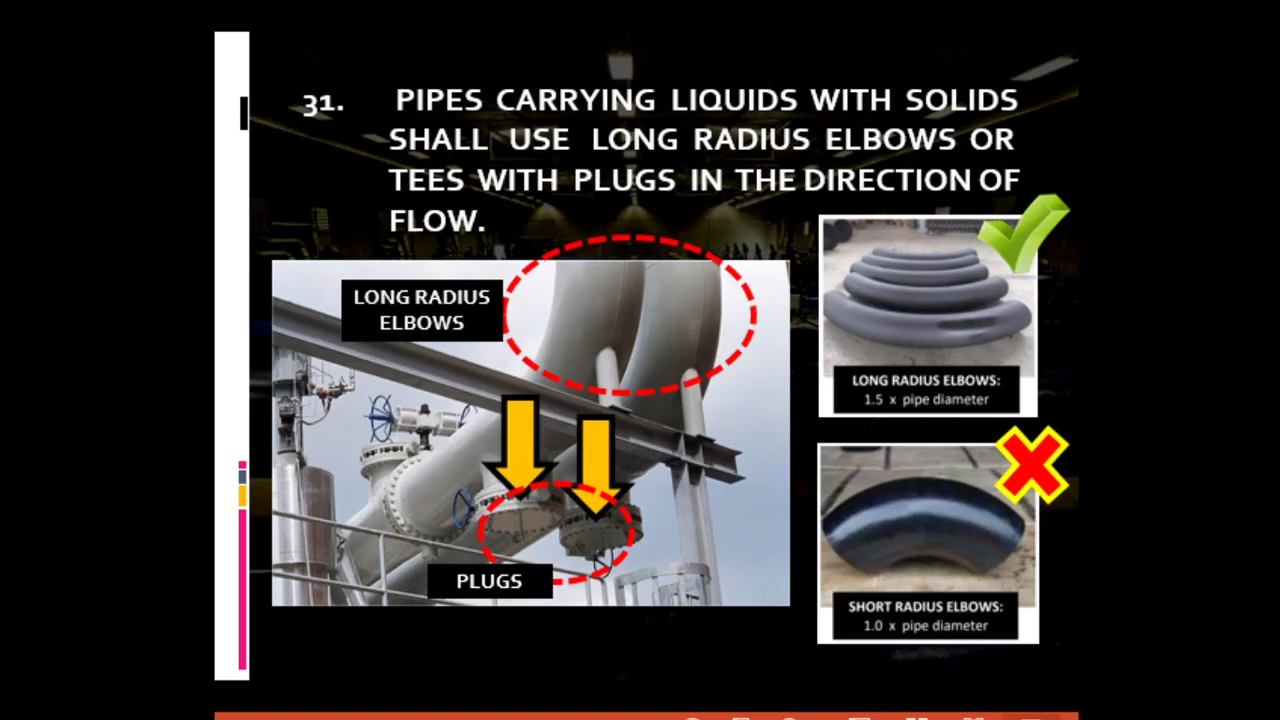 31. PIPES CARRYING LIQUIDS WITH SOLIDS
SHALL USE LONG RADIUS ELBOWS OR
TEES WITH PLUGS IN THE DIRECTION OF
FLOW.
LONG RADIUS
ELBOWS
PLUGS
LONG RADIUS ELBOWS:
1.5 x pipe diameter
SHORT RADIUS ELBOWS:
1.0 x pipe diameter